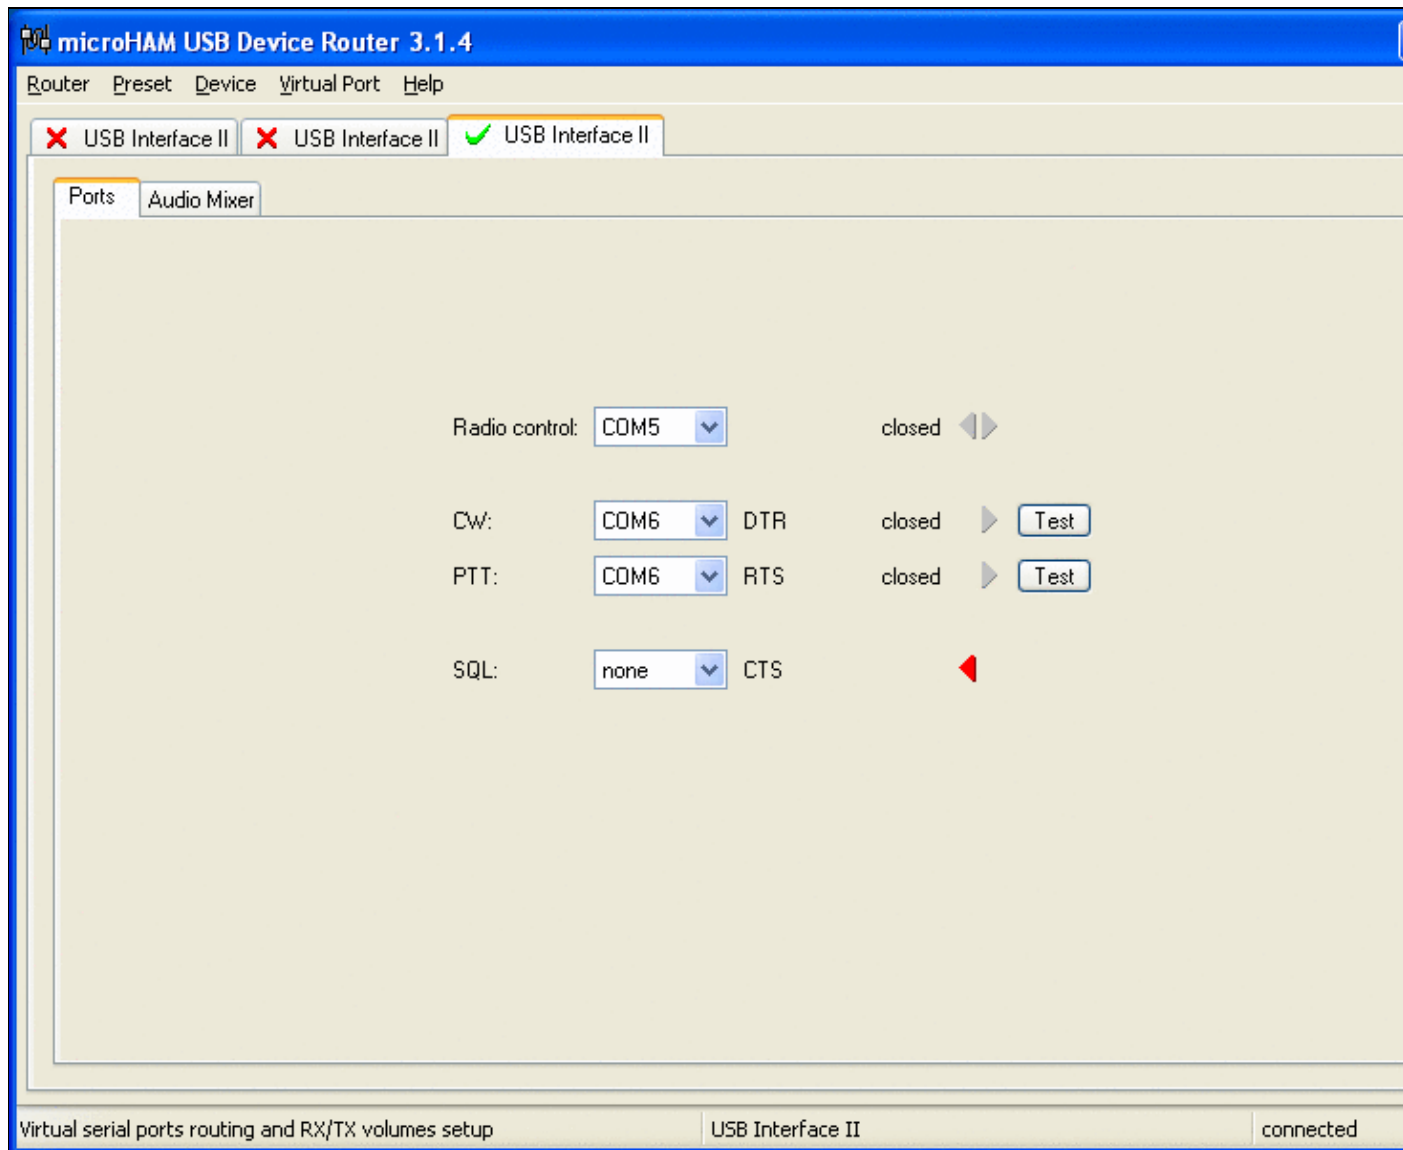 microHAM USB Device Router 3.1.4
Router Preset Device Virtual Port Help
USB Interface II USB Interface II USB Interface II
Ports Audio Mixer
Radio control: COM5 closed
CW: COM6 DTR closed Test
PTT: COM6 RTS closed Test
SQL: none CTS
Virtual serial ports routing and RX/TX volumes setup USB Interface II connected